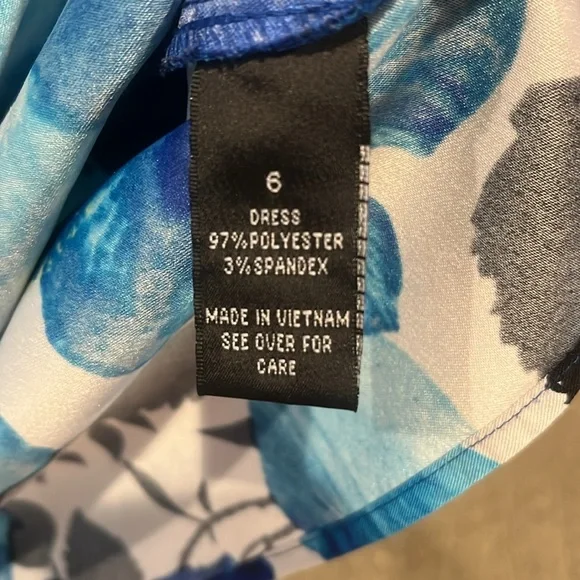 6
DRESS
97%POLYESTER
3%SPANDEX
MADE IN VIETNAM
SEE OVER FOR
CARE